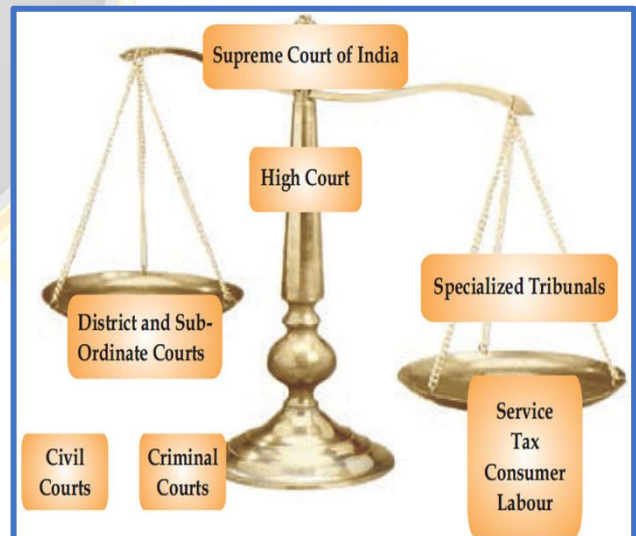 Supreme Court of India
High Court
Specialized Tribunals
District and Sub-
Ordinate Courts
Service
Tax
Consumer
Labour
Civil
Courts
Criminal
Courts